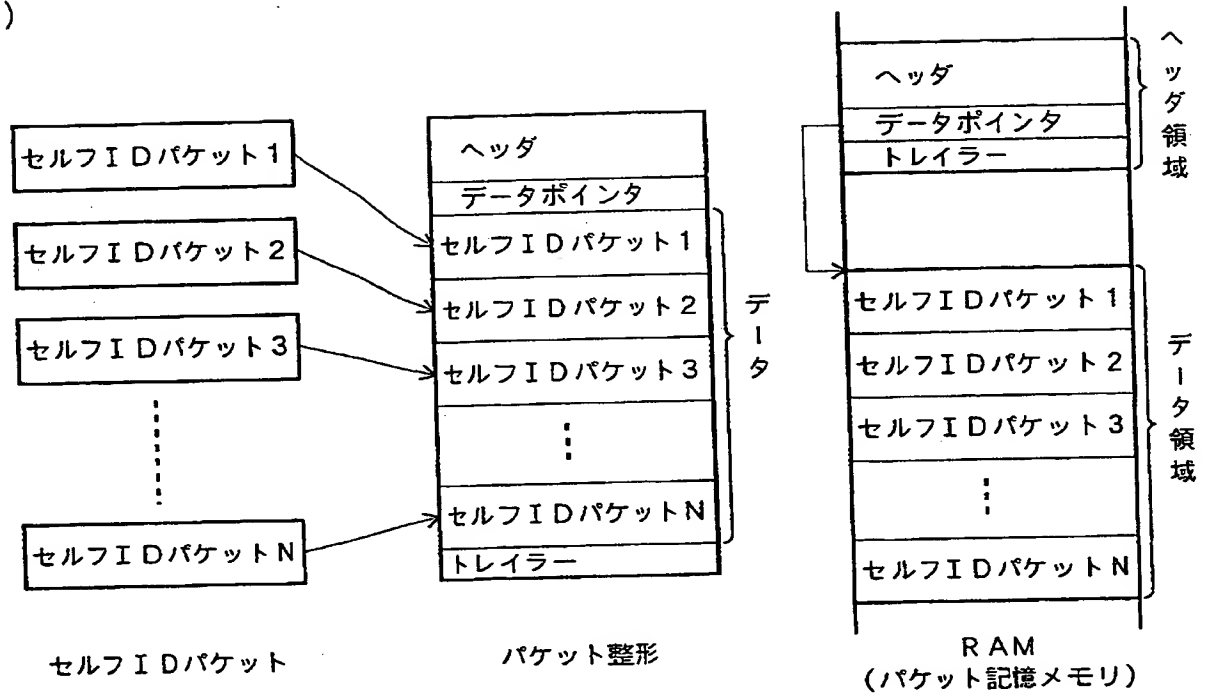 )
セルフIDパケット1
セルフIDパケット2
セルフIDパケット3
セルフIDパケットN
セルフIDパケット
ヘッダ
データポインタ
セルフIDパケット1
セルフIDパケット2
セルフIDパケット3
セルフIDパケットN
トレイラー
データ
パケット整形
ヘッダ
データポインタ
トレイラー
ヘッダ領域
セルフIDパケット1
セルフIDパケット2
セルフIDパケット3
セルフIDパケットN
データ領域
RAM
(パケット記憶メモリ)